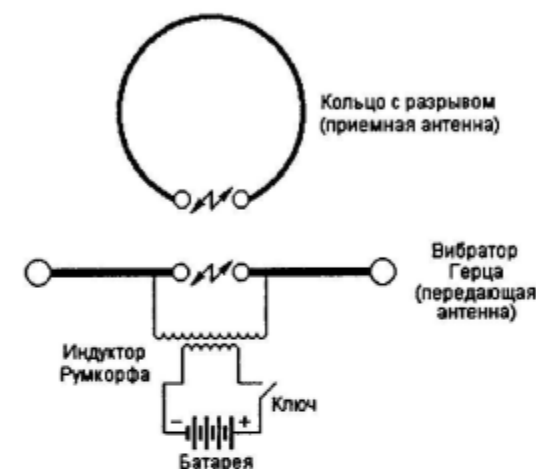 Кольцо с разрывом
(приемная антенна)
Вибратор
Герца
(передающая
антенна)
Индуктор
Румкорфа
Ключ
− +
Батарея